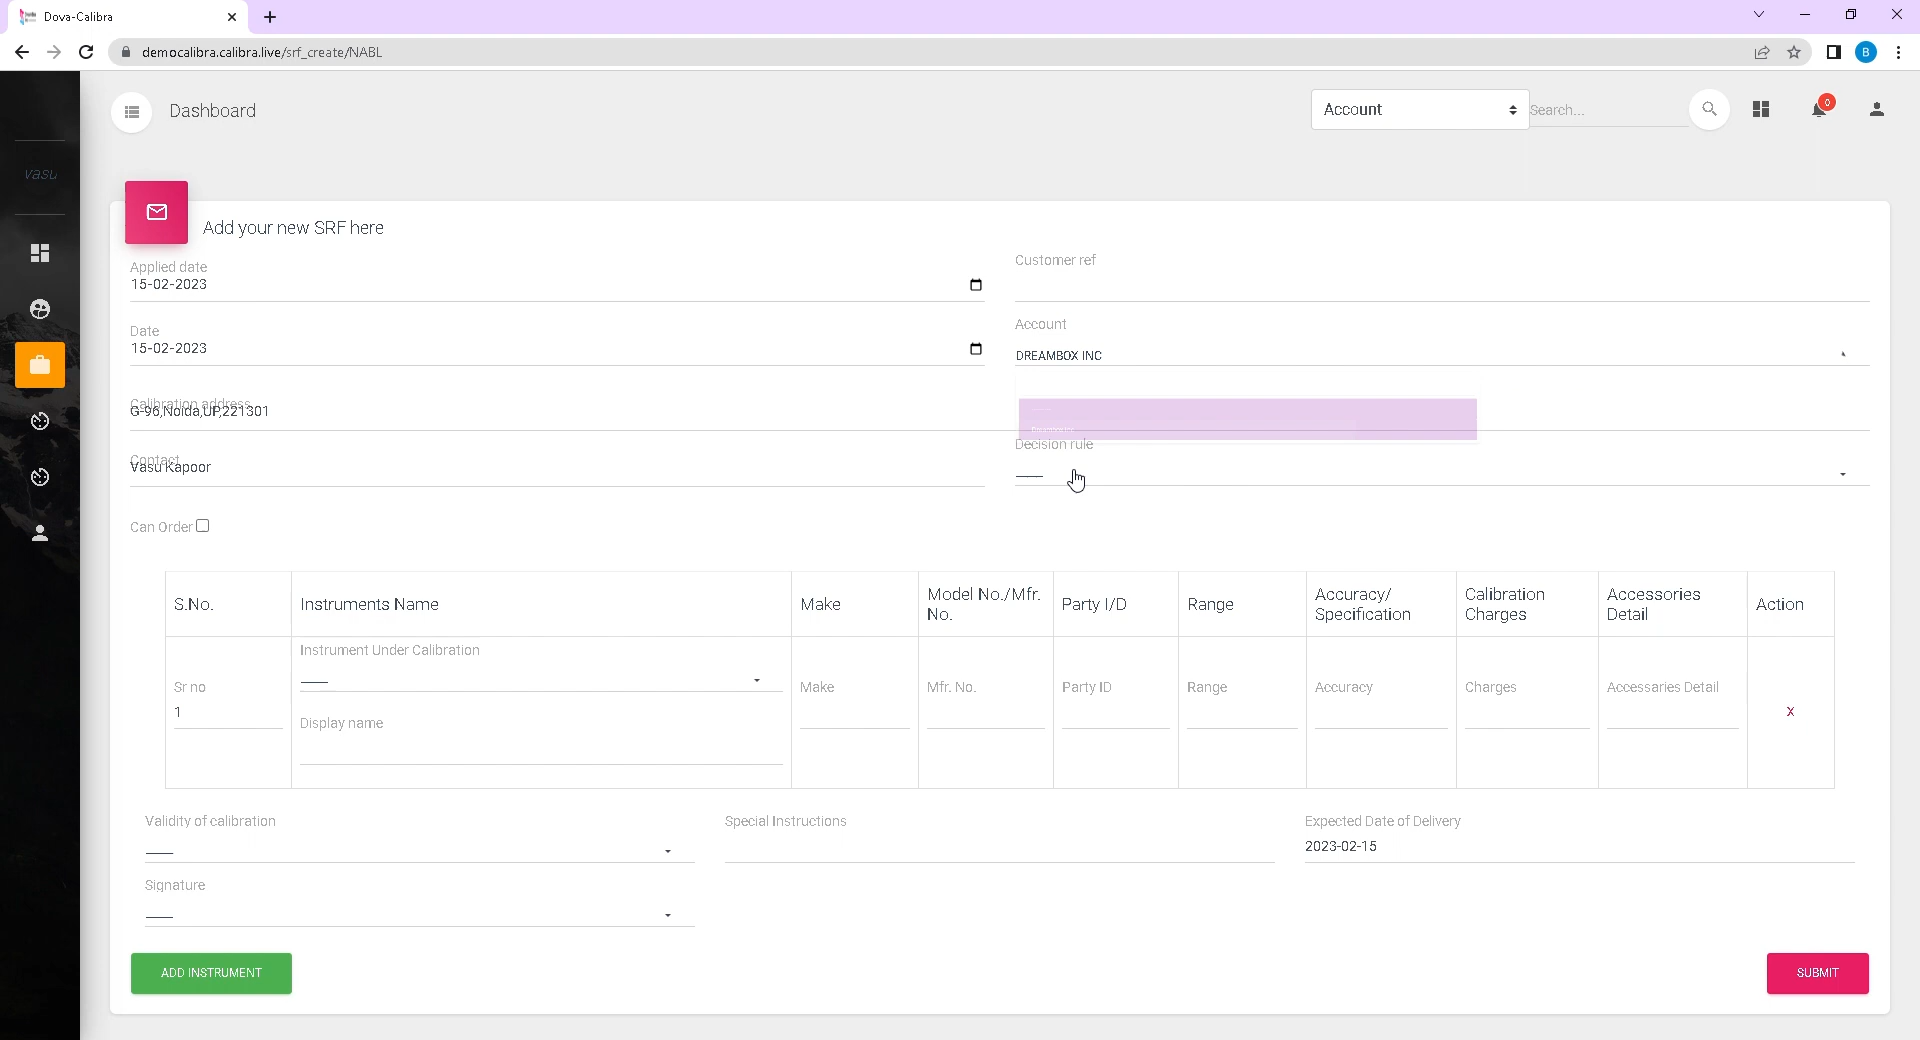 Dova-Calibra
democalibra.calibra.live/srf_create/NABL
B
Dashboard
Account
Search...
0
vasu
Add your new SRF here
Applied date
15-02-2023
Customer ref
Date
15-02-2023
Account
DREAMBOX INC
Calibration address
G-96,Noida,UP,221301
Dreambox Inc
Decision rule
Contact
Vasu Kapoor
Can Order
S.No.
Instruments Name
Make
Model No./Mfr.
No.
Party I/D
Range
Accuracy/
Specification
Calibration
Charges
Accessories
Detail
Action
Instrument Under Calibration
Sr no
1
Display name
Make
Mfr. No.
Party ID
Range
Accuracy
Charges
Accessaries Detail
X
Validity of calibration
Special Instructions
Expected Date of Delivery
2023-02-15
Signature
ADD INSTRUMENT
SUBMIT